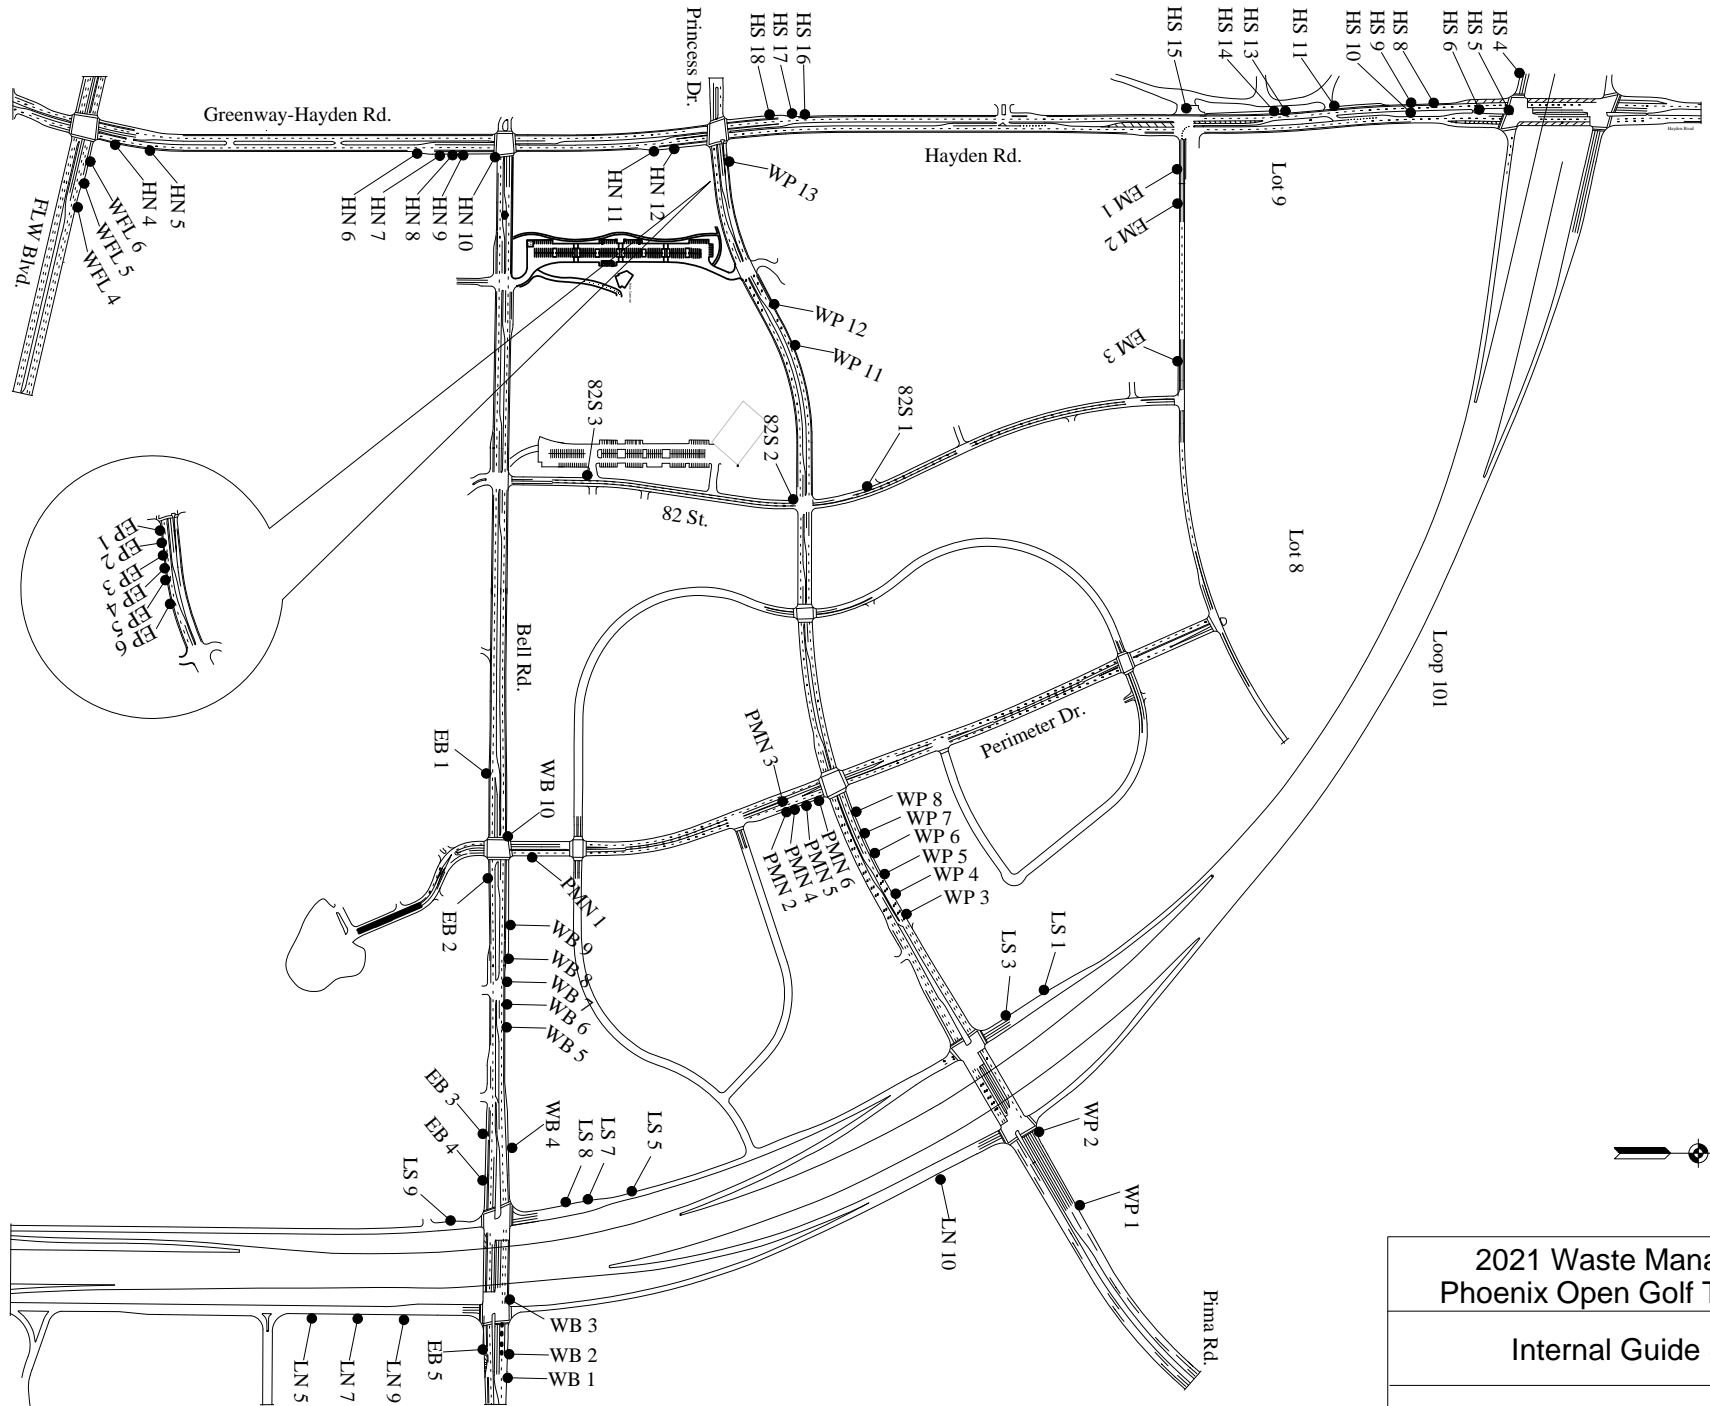 HS 18
HS 17
HS 16
HS 15
HS 14
HS 13
HS 11
HS 10
HS 9
HS 8
HS 6
HS 5
HS 4
Princess Dr.
Greenway-Hayden Rd.
Hayden Rd.
Hayden Road
Lot 9
FLW Blvd.
WFL 6
WFL 5
WFL 4
HN 4
HN 5
HN 6
HN 7
HN 8
HN 9
HN 10
HN 11
HN 12
WP 13
EM 1
EM 2
EM 3
WP 12
WP 11
82S 3
82S 2
82S 1
82 St.
Lot 8
EP 1
EP 2
EP 3
EP 4
EP 5
EP 6
Bell Rd.
Loop 101
Perimeter Dr.
PMN 3
EB 1
WB 10
WP 8
WP 7
WP 6
WP 5
WP 4
WP 3
PMN 6
PMN 5
PMN 4
PMN 2
PMN 1
EB 2
WB 9
WB 8
WB 7
WB 6
WB 5
LS 3
LS 1
EB 3
EB 4
WB 4
LS 9
LS 8
LS 7
LS 5
WP 2
WP 1
LN 10
Pima Rd.
WB 3
WB 2
WB 1
EB 5
LN 5
LN 7
LN 9
2021 Waste Mana
Phoenix Open Golf T
Internal Guide